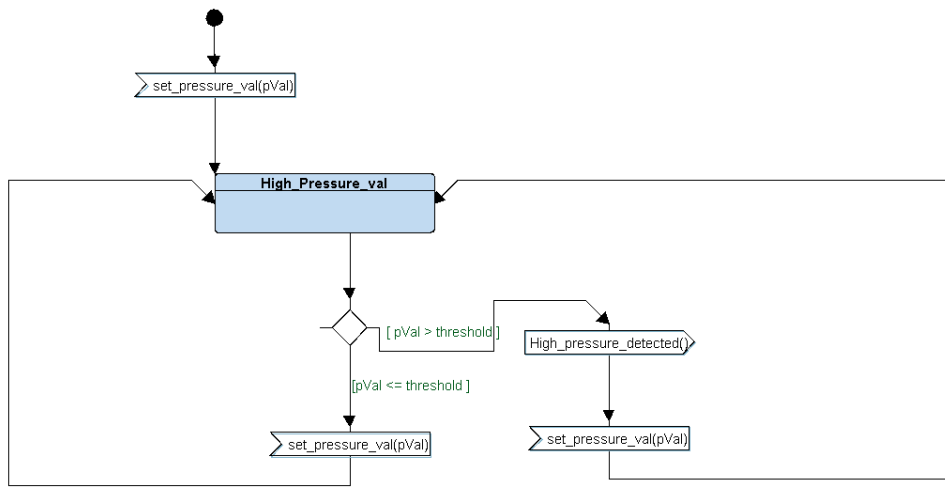 set_pressure_val(pVal)
High_Pressure_val
[ pVal > threshold ]
High_pressure_detected()
[pVal <= threshold ]
set_pressure_val(pVal)
set_pressure_val(pVal)